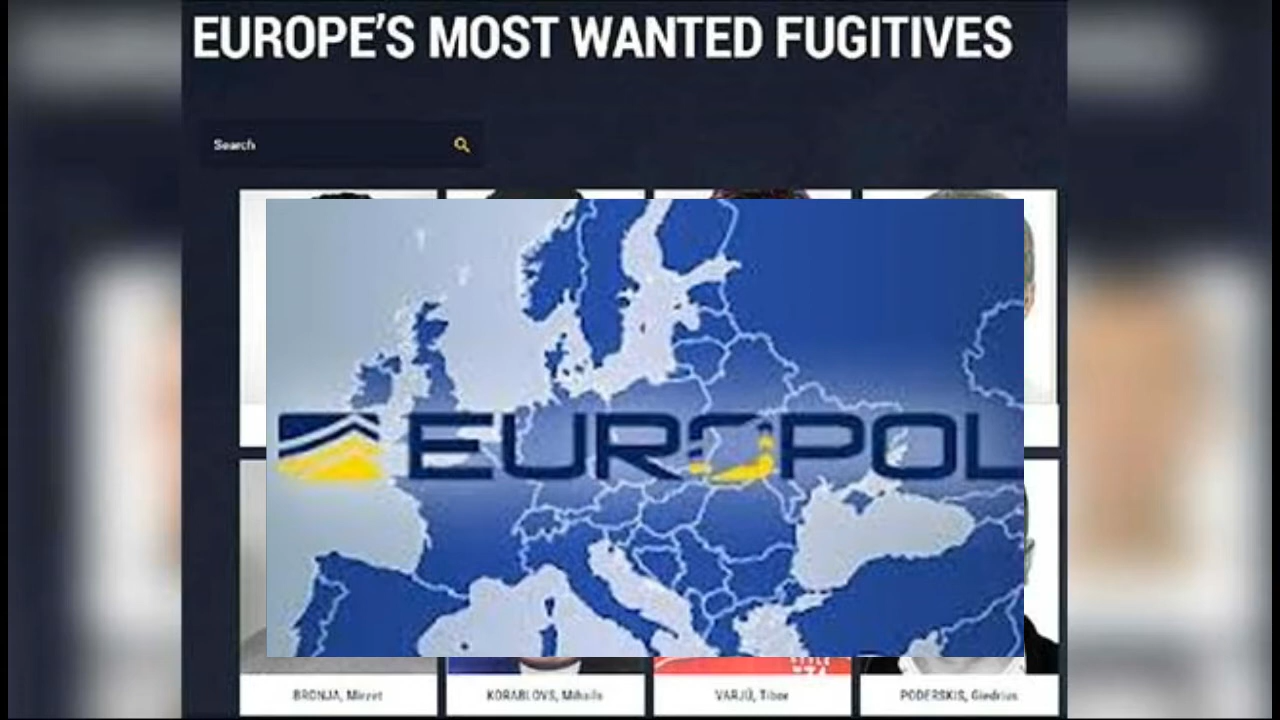 EUROPE'S MOST WANTED FUGITIVES
Search
EUROPOL
BRONJA, Mirzet
KORABLOVS, Mihails
VARJÚ, Tibor
PODERSKIS, Giedrius